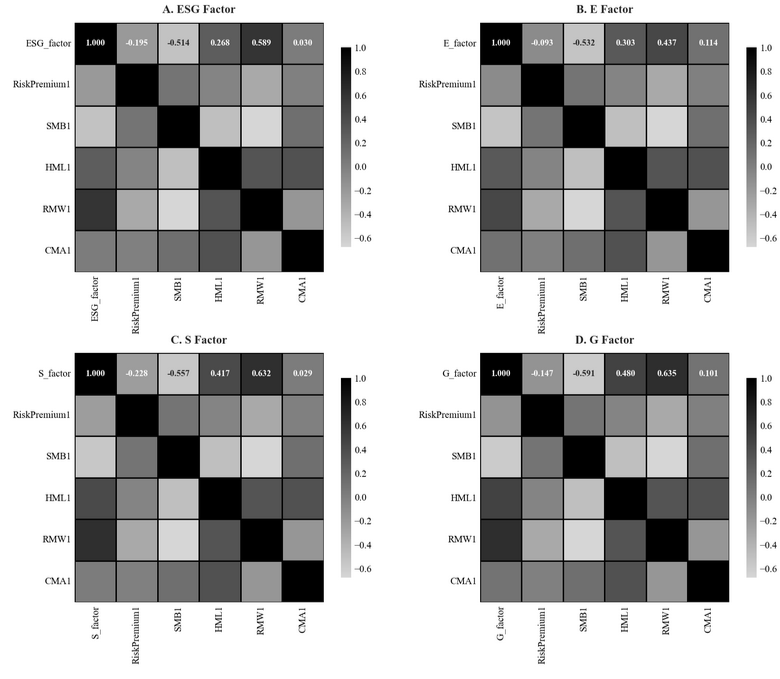 A. ESG Factor
ESG_factor 1.000 -0.195 -0.514 0.268 0.589 0.030
RiskPremium1
SMB1
HML1
RMW1
CMA1
ESG_factor RiskPremium1 SMB1 HML1 RMW1 CMA1
1.0
0.8
0.6
0.4
0.2
0.0
−0.2
−0.4
−0.6
B. E Factor
E_factor 1.000 -0.093 -0.532 0.303 0.437 0.114
RiskPremium1
SMB1
HML1
RMW1
CMA1
E_factor RiskPremium1 SMB1 HML1 RMW1 CMA1
1.0
0.8
0.6
0.4
0.2
0.0
−0.2
−0.4
−0.6
C. S Factor
S_factor 1.000 -0.228 -0.557 0.417 0.632 0.029
RiskPremium1
SMB1
HML1
RMW1
CMA1
S_factor RiskPremium1 SMB1 HML1 RMW1 CMA1
1.0
0.8
0.6
0.4
0.2
0.0
−0.2
−0.4
−0.6
D. G Factor
G_factor 1.000 -0.147 -0.591 0.480 0.635 0.101
RiskPremium1
SMB1
HML1
RMW1
CMA1
G_factor RiskPremium1 SMB1 HML1 RMW1 CMA1
1.0
0.8
0.6
0.4
0.2
0.0
−0.2
−0.4
−0.6